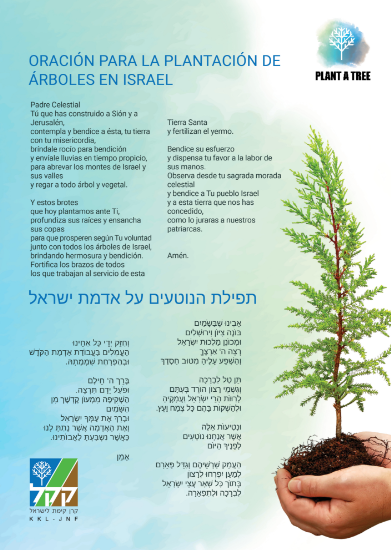 PLANT A TREE
ORACIÓN PARA LA PLANTACIÓN DE
ÁRBOLES EN ISRAEL
Padre Celestial
Tú que has construido a Sión y a
Jerusalén,
contempla y bendice a ésta, tu tierra
con tu misericordia,
bríndale rocío para bendición
y envíale lluvias en tiempo propicio,
para abrevar los montes de Israel y
sus valles
y regar a todo árbol y vegetal.
Y estos brotes
que hoy plantamos ante Ti,
profundiza sus raíces y ensancha
sus copas
para que prosperen según Tu voluntad
junto con todos los árboles de Israel,
brindando hermosura y bendición.
Fortifica los brazos de todos
los que trabajan al servicio de esta
Tierra Santa
y fertilizan el yermo.
Bendice su esfuerzo
y dispensa tu favor a la labor de
sus manos.
Observa desde tu sagrada morada
celestial
y bendice a Tu pueblo Israel
y a esta tierra que nos has
concedido,
como lo juraras a nuestros
patriarcas.
Amén.
תפילת הנוטעים על אדמת ישראל
אבינו שבשמים
בונה ציון וירושלים
ומכונן מלכות ישראל
רצה ה' ארצך
והשפע עליה מטוב חסדך
תן טל לברכה
וגשמי רצון הורד בעתם
לרוות הרי ישראל ועמקיה
ולהשקות בהם כל צמח ועץ.
ונטיעות אלה
אשר אנחנו נוטעים
לפניך היום
העמק שרשיהם וגדל פארם
למען יפרחו לרצון
בתוך כל שאר עצי ישראל
לברכה ולתפארה.
וחזק ידי כל אחינו
העמלים בעבודת אדמת הקדש
ובהפרחת שממתה.
ברך ה' חילם
ופעל ידם תרצה.
השקיפה ממעון קדשך מן
השמים
וברך את עמך ישראל
ואת האדמה אשר נתת לנו
כאשר נשבעת לאבותינו.
אמן
קקל
קרן קימת לישראל
KKL-JNF